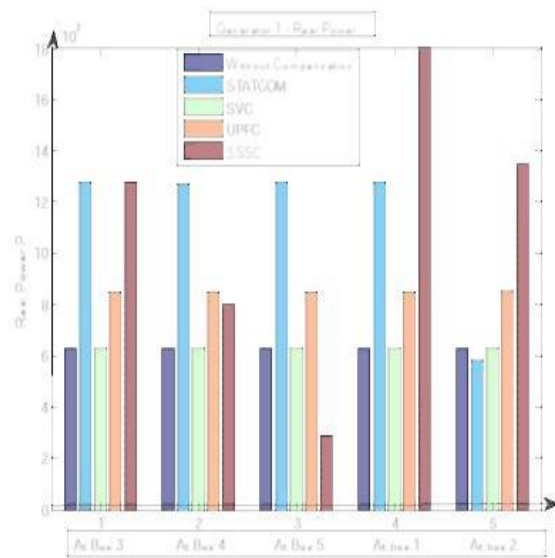 Generator 1 - Real Power
10⁷
18
16
14
12
10
8
6
4
2
0
Real Power P
Without Compensation
STATCOM
SVC
UPFC
SSSC
1 2 3 4 5
At Bus 3 At Bus 4 At Bus 5 At bus 1 At bus 2